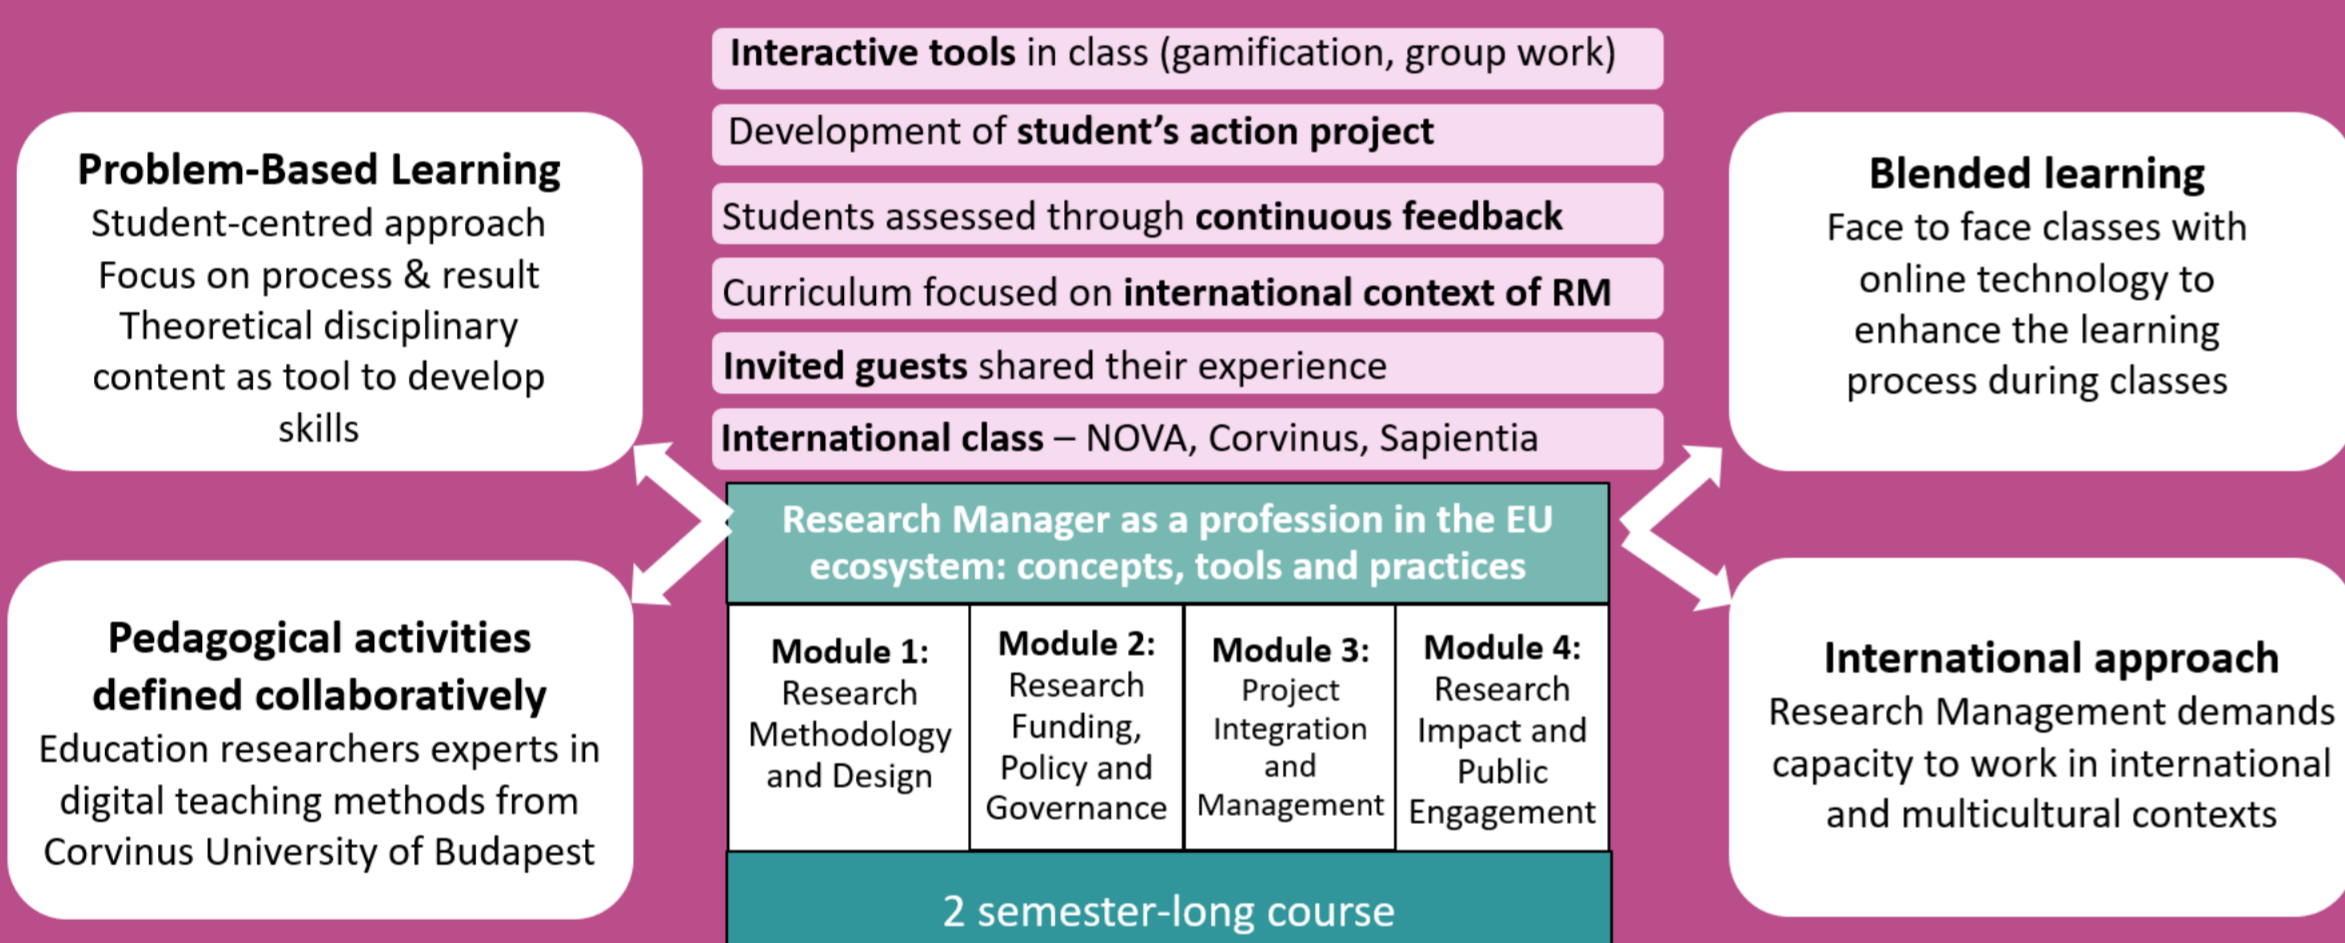 Interactive tools in class (gamification, group work)
Development of student’s action project
Students assessed through continuous feedback
Curriculum focused on international context of RM
Invited guests shared their experience
International class – NOVA, Corvinus, Sapientia
Problem-Based Learning
Student-centred approach
Focus on process & result
Theoretical disciplinary
content as tool to develop
skills
Blended learning
Face to face classes with
online technology to
enhance the learning
process during classes
Research Manager as a profession in the EU
ecosystem: concepts, tools and practices
Pedagogical activities
defined collaboratively
Education researchers experts in
digital teaching methods from
Corvinus University of Budapest
Module 1:
Research
Methodology
and Design
Module 2:
Research
Funding,
Policy and
Governance
Module 3:
Project
Integration
and
Management
Module 4:
Research
Impact and
Public
Engagement
International approach
Research Management demands
capacity to work in international
and multicultural contexts
2 semester-long course